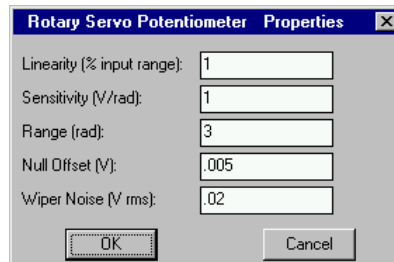 Rotary Servo Potentiometer Properties
Linearity (% input range): 1
Sensitivity (V/rad): 1
Range (rad): 3
Null Offset (V): .005
Wiper Noise (V rms): .02
OK Cancel